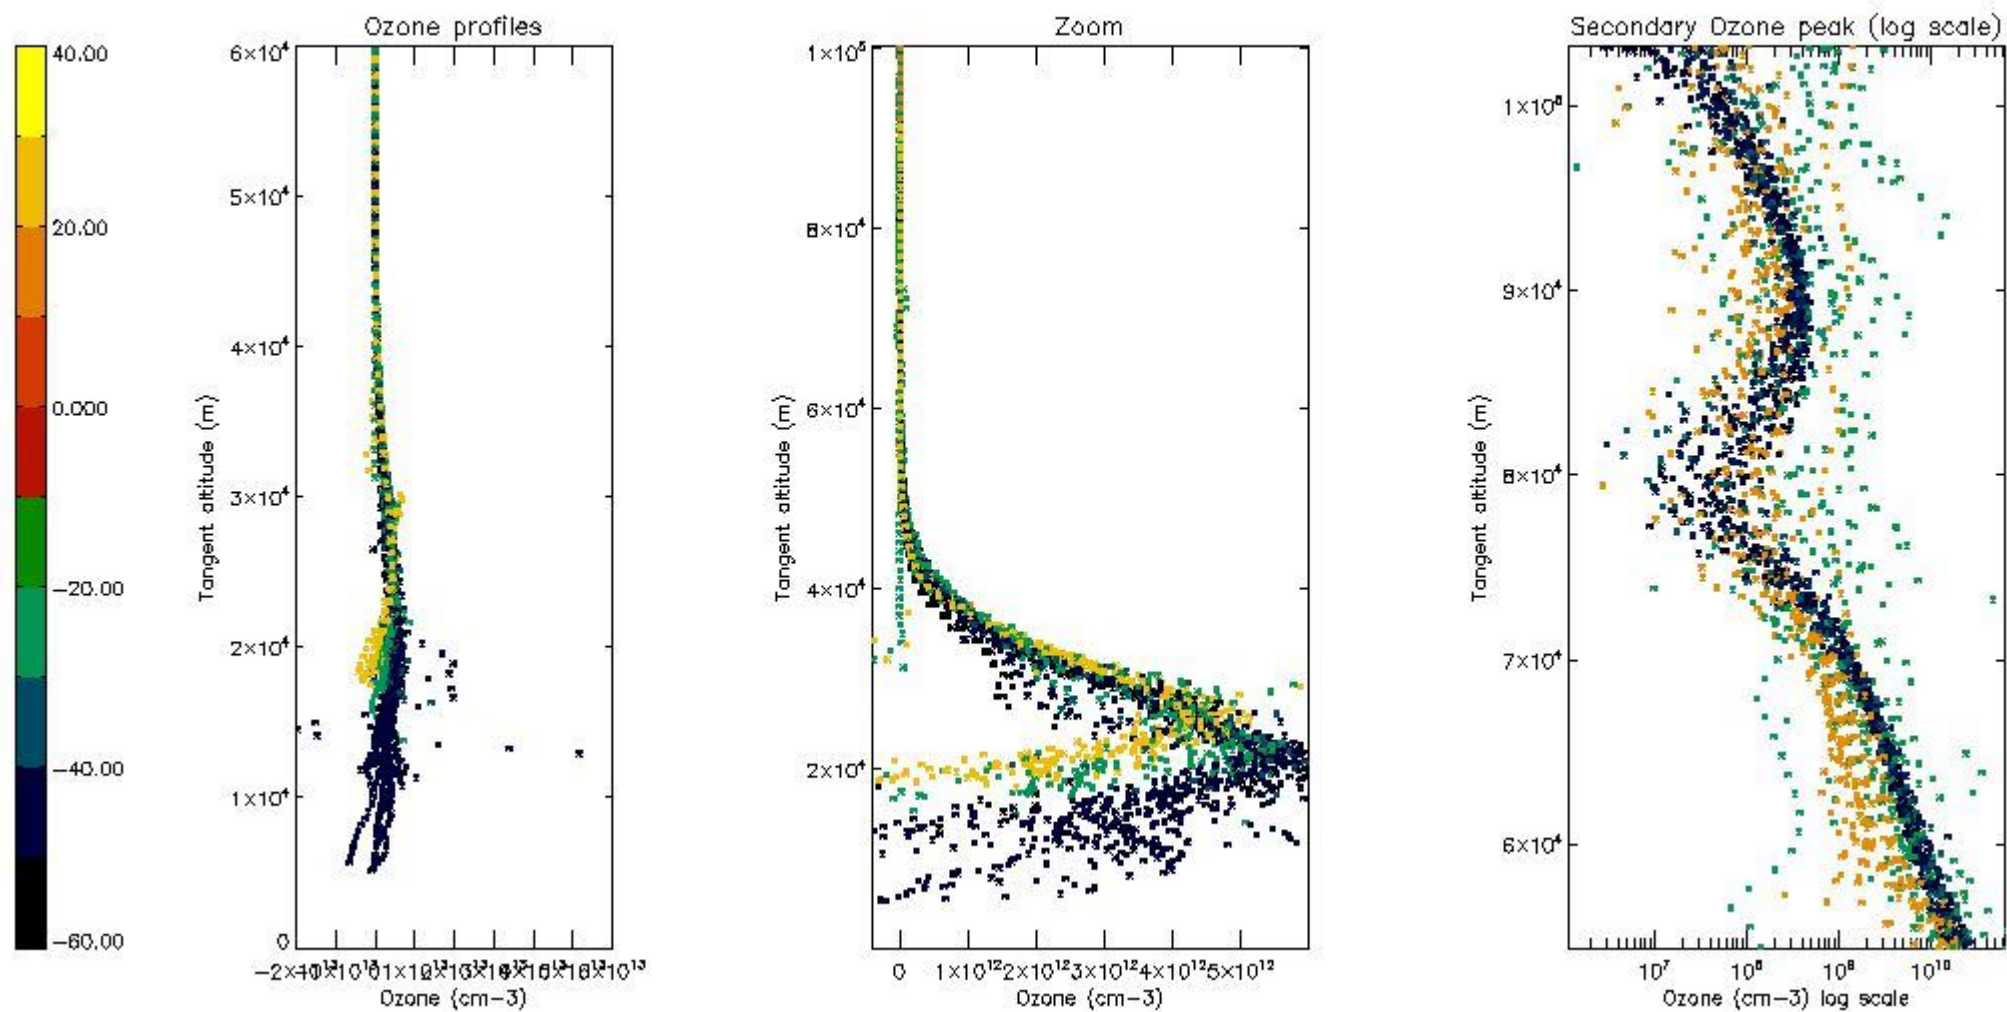 Ozone profiles
Zoom
Secondary Ozone peak (log scale)
40.00
20.00
0.000
−20.00
−40.00
−60.00
6×10⁴
5×10⁴
4×10⁴
3×10⁴
2×10⁴
1×10⁴
0
Tangent altitude (m)
Ozone (cm−3)
1×10⁵
8×10⁴
6×10⁴
4×10⁴
2×10⁴
Tangent altitude (m)
0 1×10¹² 2×10¹² 3×10¹² 4×10¹² 5×10¹²
Ozone (cm−3)
9×10⁴
8×10⁴
7×10⁴
6×10⁴
Tangent altitude (m)
10⁷ 10⁸ 10⁹ 10¹⁰
Ozone (cm−3) log scale